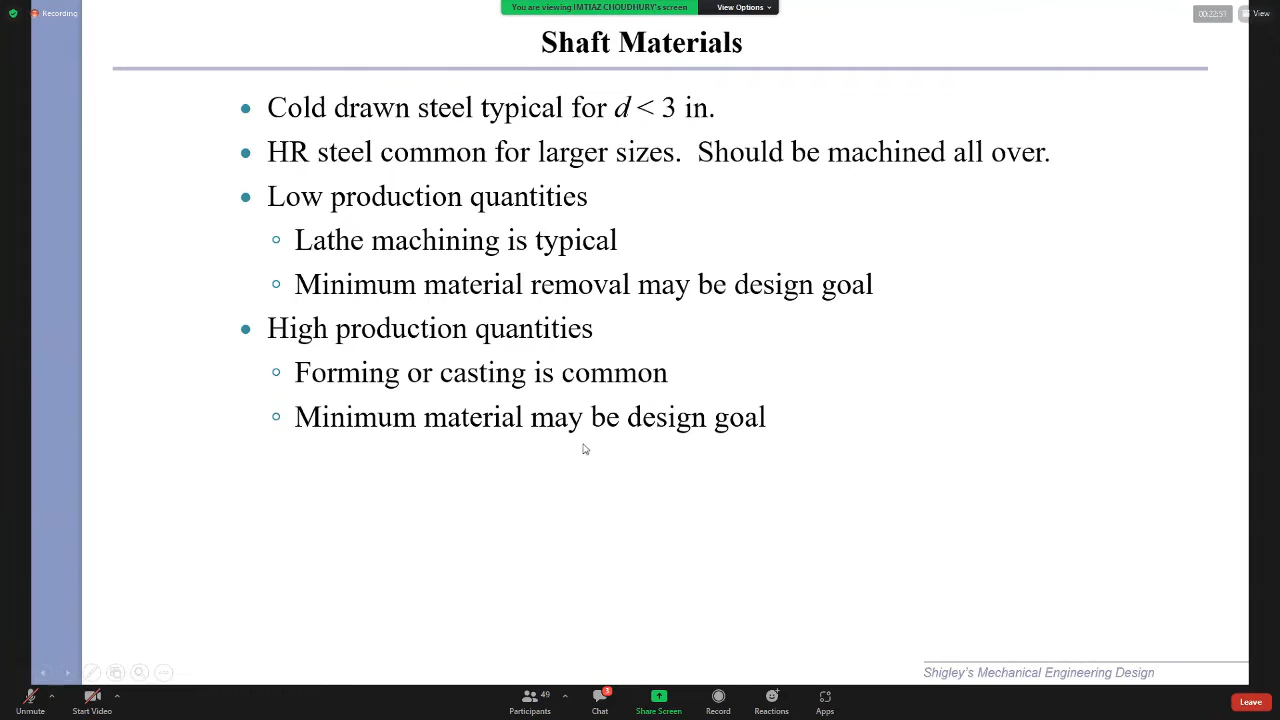 Recording
You are viewing IMTIAZ CHOUDHURY's screen
View Options
00:22:51
View
Shaft Materials
Cold drawn steel typical for d < 3 in.
HR steel common for larger sizes.  Should be machined all over.
Low production quantities
Lathe machining is typical
Minimum material removal may be design goal
High production quantities
Forming or casting is common
Minimum material may be design goal
Shigley's Mechanical Engineering Design
Unmute
Start Video
49
Participants
3
Chat
Share Screen
Record
Reactions
Apps
Leave